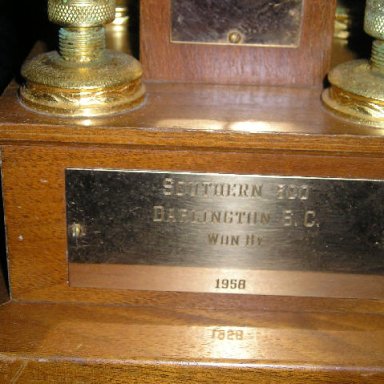 Southern 500
Darlington S.C.
Won By
1958